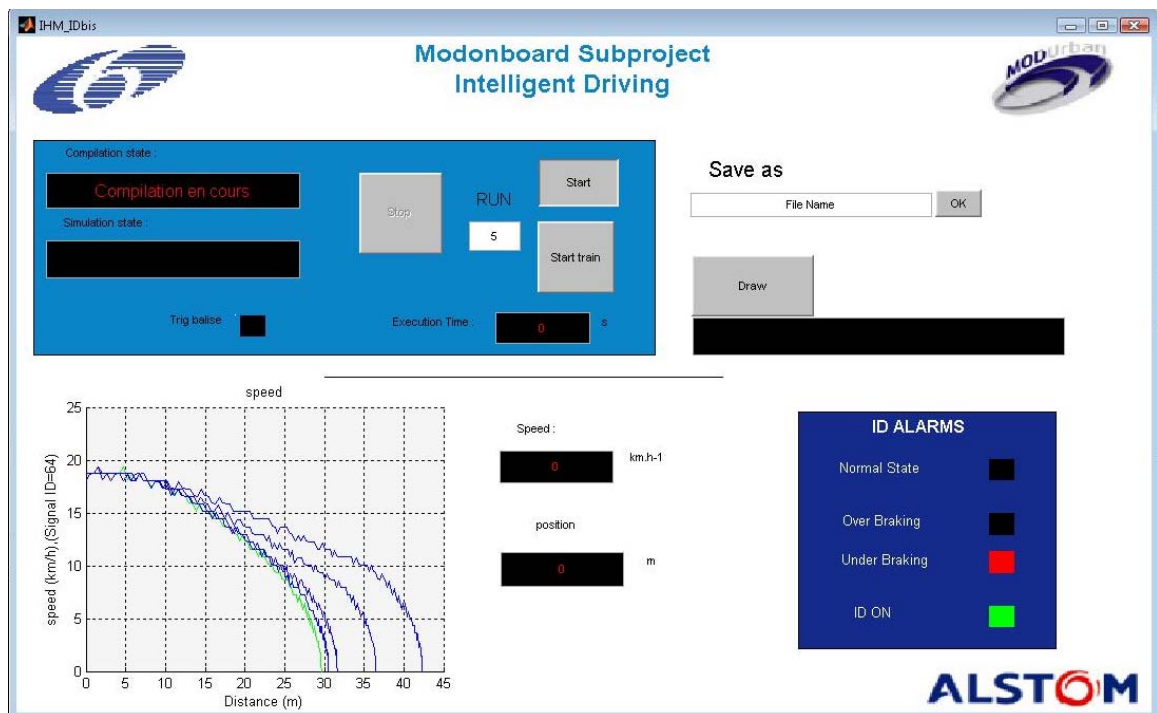 IHM_IDbis
Modonboard Subproject
Intelligent Driving
MODurban
Compilation state :
Compilation en cours
Simulation state :
Stop
RUN
5
Start
Start train
Trig balise
Execution Time :
0
s
Save as
File Name
OK
Draw
speed
25
20
15
10
5
0
speed (km/h),(Signal ID=64)
0 5 10 15 20 25 30 35 40 45
Distance (m)
Speed :
0
km.h-1
position
0
m
ID ALARMS
Normal State
Over Braking
Under Braking
ID ON
ALSTOM